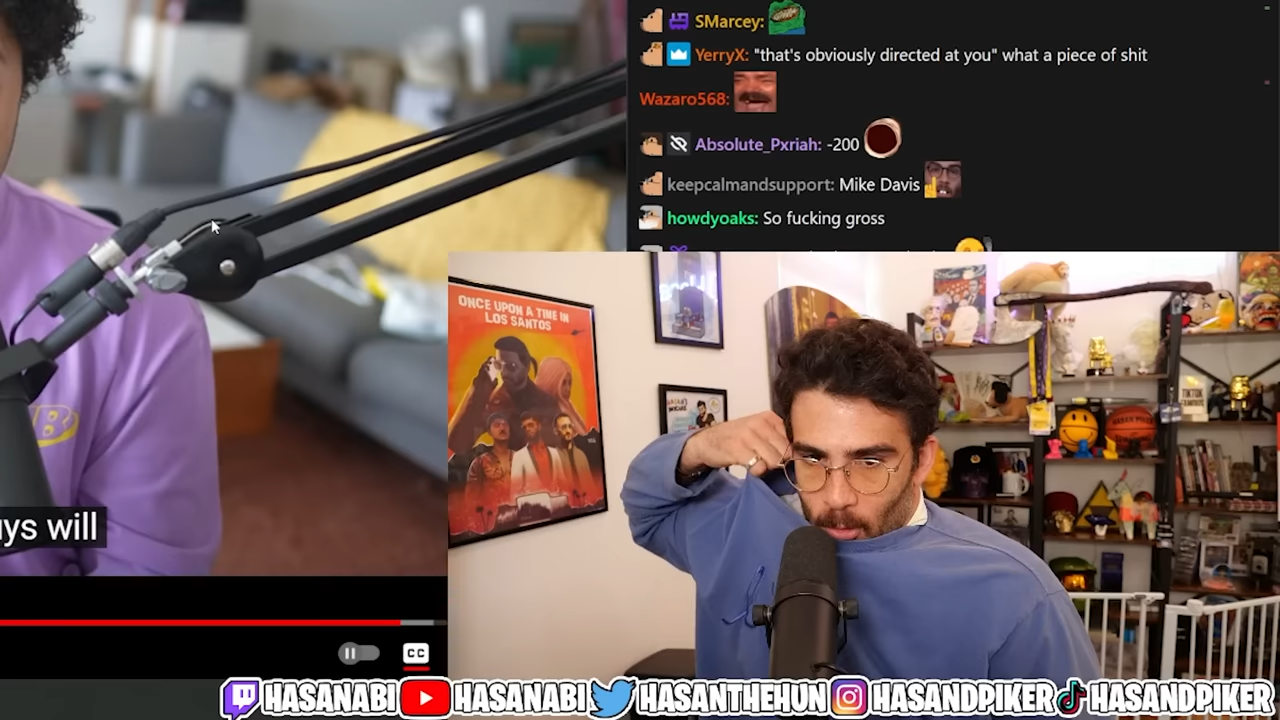 SMarcey:
YerryX: "that's obviously directed at you" what a piece of shit
Wazaro568:
Absolute_Pxriah: -200
keepcalmandsupport: Mike Davis
howdyoaks: So fucking gross
ONCE UPON A TIME IN
LOS SANTOS
ys will
CC
HASANABI HASANABI HASANTHEHUN HASANDPIKER HASANDPIKER